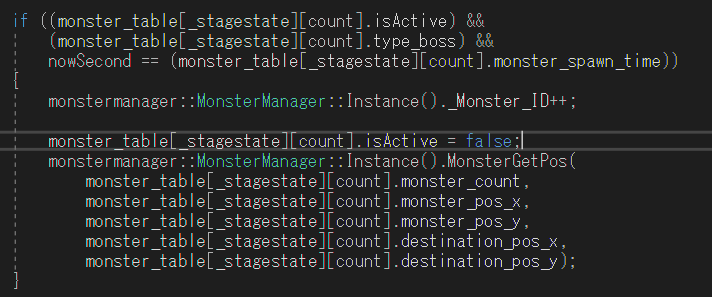 if ((monster_table[_stagestate][count].isActive) &&
(monster_table[_stagestate][count].type_boss) &&
nowSecond == (monster_table[_stagestate][count].monster_spawn_time))
{
monstermanager::MonsterManager::Instance()._Monster_ID++;
monster_table[_stagestate][count].isActive = false;
monstermanager::MonsterManager::Instance().MonsterGetPos(
monster_table[_stagestate][count].monster_count,
monster_table[_stagestate][count].monster_pos_x,
monster_table[_stagestate][count].monster_pos_y,
monster_table[_stagestate][count].destination_pos_x,
monster_table[_stagestate][count].destination_pos_y);
}